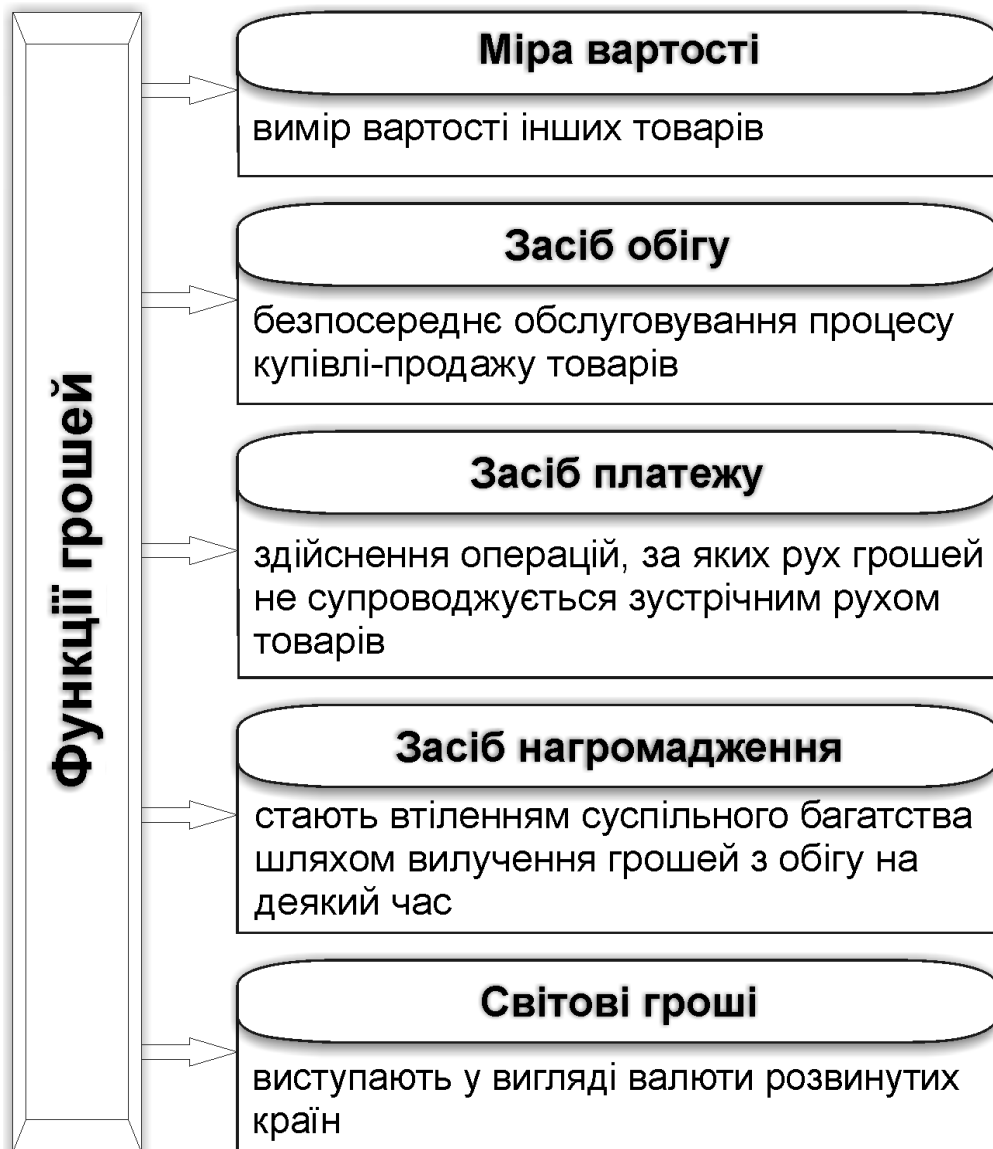 Функції грошей
Міра вартості
вимір вартості інших товарів
Засіб обігу
безпосереднє обслуговування процесу
купівлі-продажу товарів
Засіб платежу
здійснення операцій, за яких рух грошей
не супроводжується зустрічним рухом
товарів
Засіб нагромадження
стають втіленням суспільного багатства
шляхом вилучення грошей з обігу на
деякий час
Світові гроші
виступають у вигляді валюти розвинутих
країн